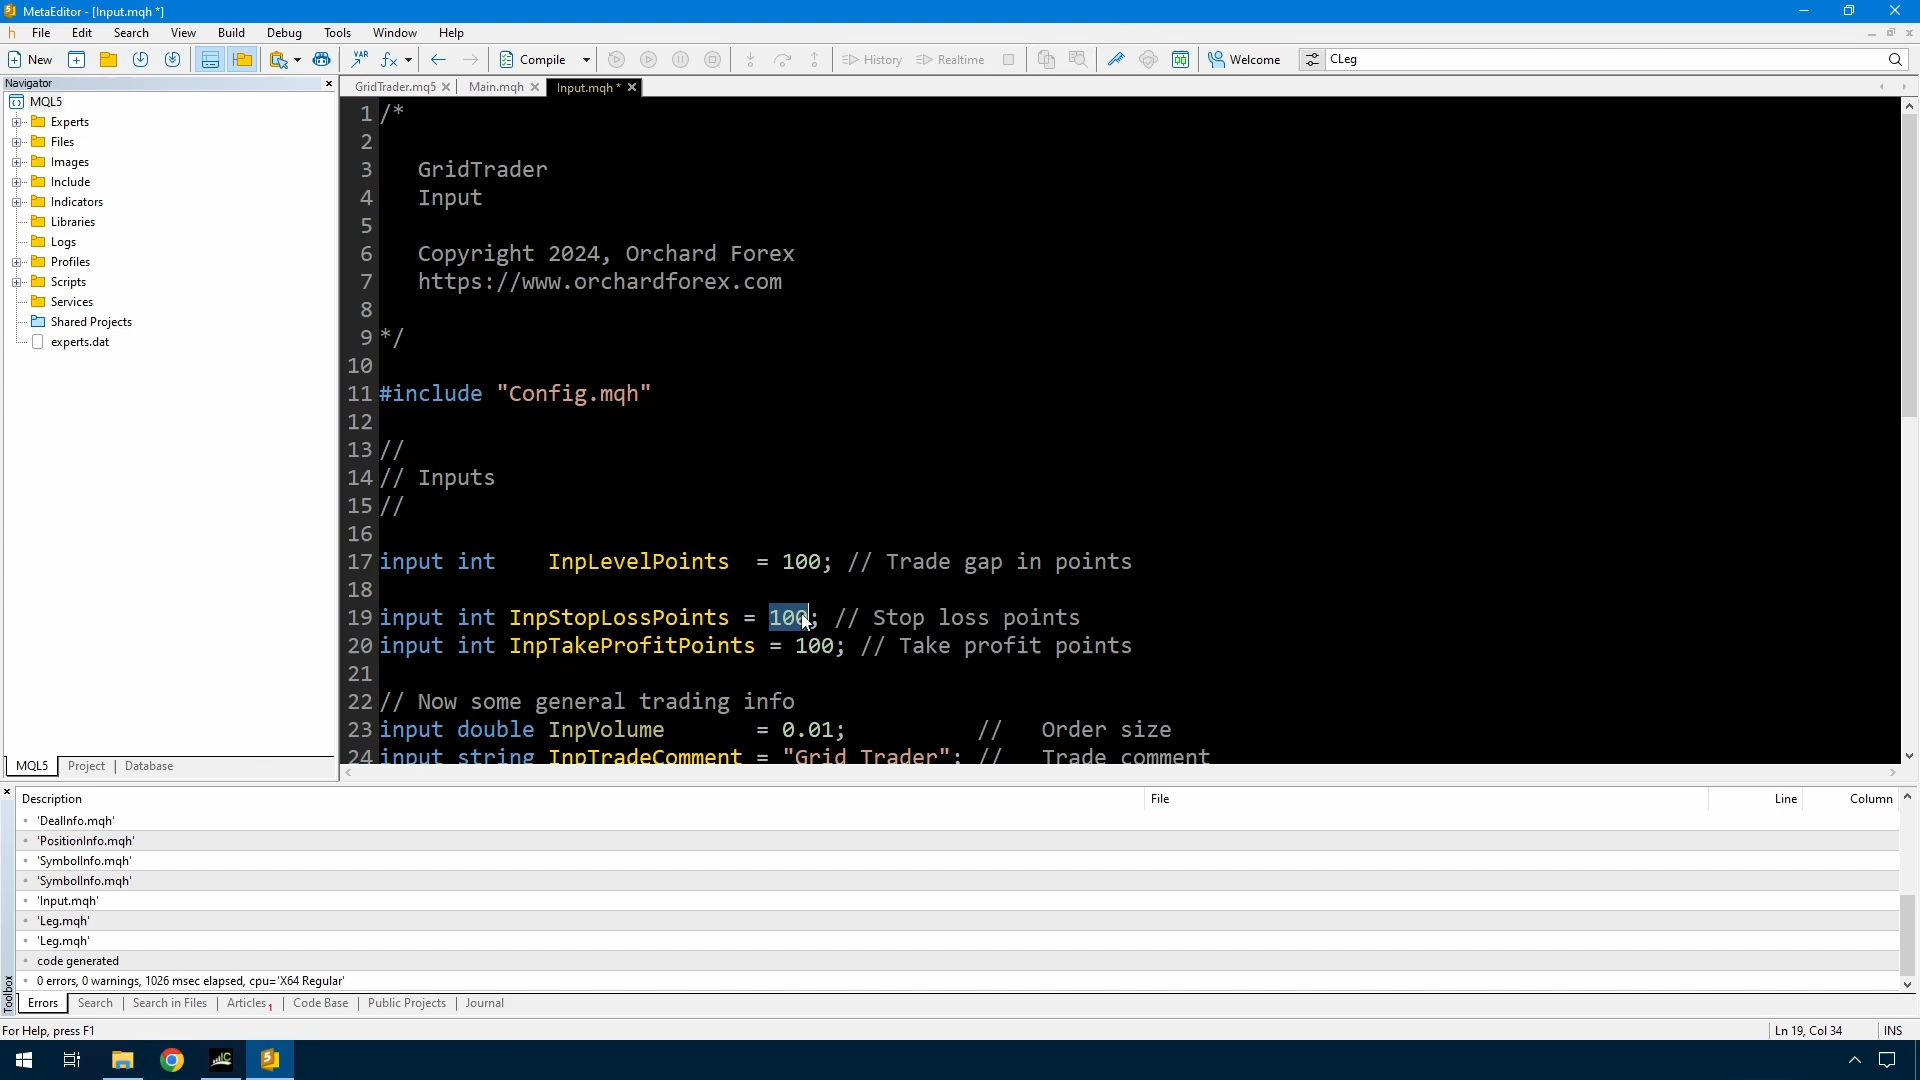 MetaEditor - [Input.mqh *]
File Edit Search View Build Debug Tools Window Help
New Compile History Realtime Welcome CLeg
Navigator
MQL5
Experts
Files
Images
Include
Indicators
Libraries
Logs
Profiles
Scripts
Services
Shared Projects
experts.dat
MQL5 Project Database
GridTrader.mq5 Main.mqh Input.mqh *
1 /*
2
3 GridTrader
4 Input
5
6 Copyright 2024, Orchard Forex
7 https://www.orchardforex.com
8
9 */
10
11 #include "Config.mqh"
12
13 //
14 // Inputs
15 //
16
17 input int InpLevelPoints = 100; // Trade gap in points
18
19 input int InpStopLossPoints = 100; // Stop loss points
20 input int InpTakeProfitPoints = 100; // Take profit points
21
22 // Now some general trading info
23 input double InpVolume = 0.01; // Order size
24 input string InpTradeComment = "Grid Trader"; // Trade comment
Description File Line Column
'DealInfo.mqh'
'PositionInfo.mqh'
'SymbolInfo.mqh'
'SymbolInfo.mqh'
'Input.mqh'
'Leg.mqh'
'Leg.mqh'
code generated
0 errors, 0 warnings, 1026 msec elapsed, cpu='X64 Regular'
Toolbox
Errors Search Search in Files Articles 1 Code Base Public Projects Journal
For Help, press F1 Ln 19, Col 34 INS